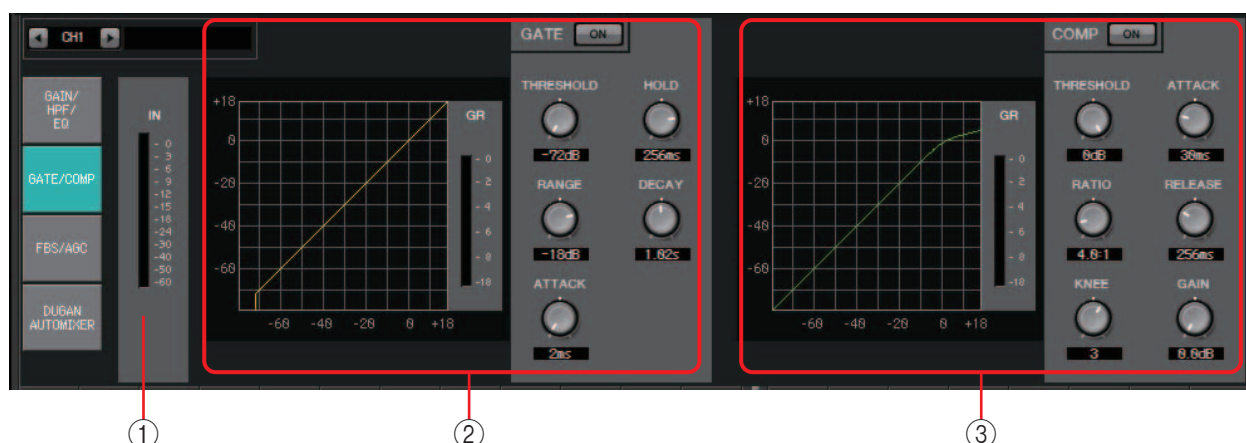 CH1
GAIN/
HPF/
EQ
GATE/COMP
FBS/AGC
DUGAN
AUTOMIXER
IN
- 0
- 3
- 6
- 9
-12
-15
-18
-24
-30
-40
-50
-60
+18
0
-20
-40
-60
-60 -40 -20 0 +18
GR
- 0
- 2
- 4
- 6
- 8
-18
GATE ON
THRESHOLD HOLD
-72dB 256ms
RANGE DECAY
-18dB 1.02s
ATTACK
2ms
+18
0
-20
-40
-60
-60 -40 -20 0 +18
GR
- 0
- 2
- 4
- 6
- 8
-18
COMP ON
THRESHOLD ATTACK
0dB 30ms
RATIO RELEASE
4.0:1 256ms
KNEE GAIN
3 0.0dB
① ② ③